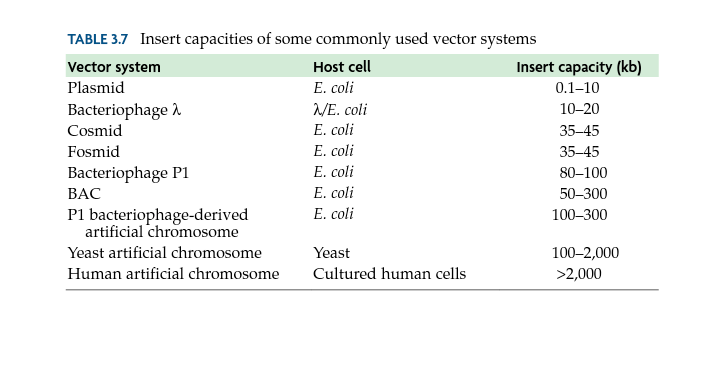 TABLE 3.7 Insert capacities of some commonly used vector systems
Vector system Host cell Insert capacity (kb)
Plasmid E. coli 0.1–10
Bacteriophage λ λ/E. coli 10–20
Cosmid E. coli 35–45
Fosmid E. coli 35–45
Bacteriophage P1 E. coli 80–100
BAC E. coli 50–300
P1 bacteriophage-derived E. coli 100–300
artificial chromosome
Yeast artificial chromosome Yeast 100–2,000
Human artificial chromosome Cultured human cells >2,000